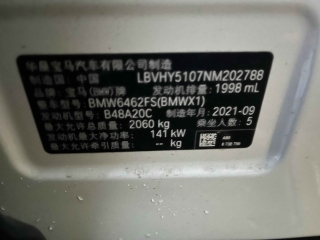 华晨宝马汽车有限公司制造
制造国：中国 LBVHY5107NM202788
品牌：宝马(BMW)牌 发动机排量：1998 mL
整车型号：BMW6462FS(BMWX1)
发动机型号：B48A20C 制造年月：2021-09
最大允许总质量：2060 kg 乘坐人数：5
发动机最大净功率：141 kW
最大允许牵引质量：- kg